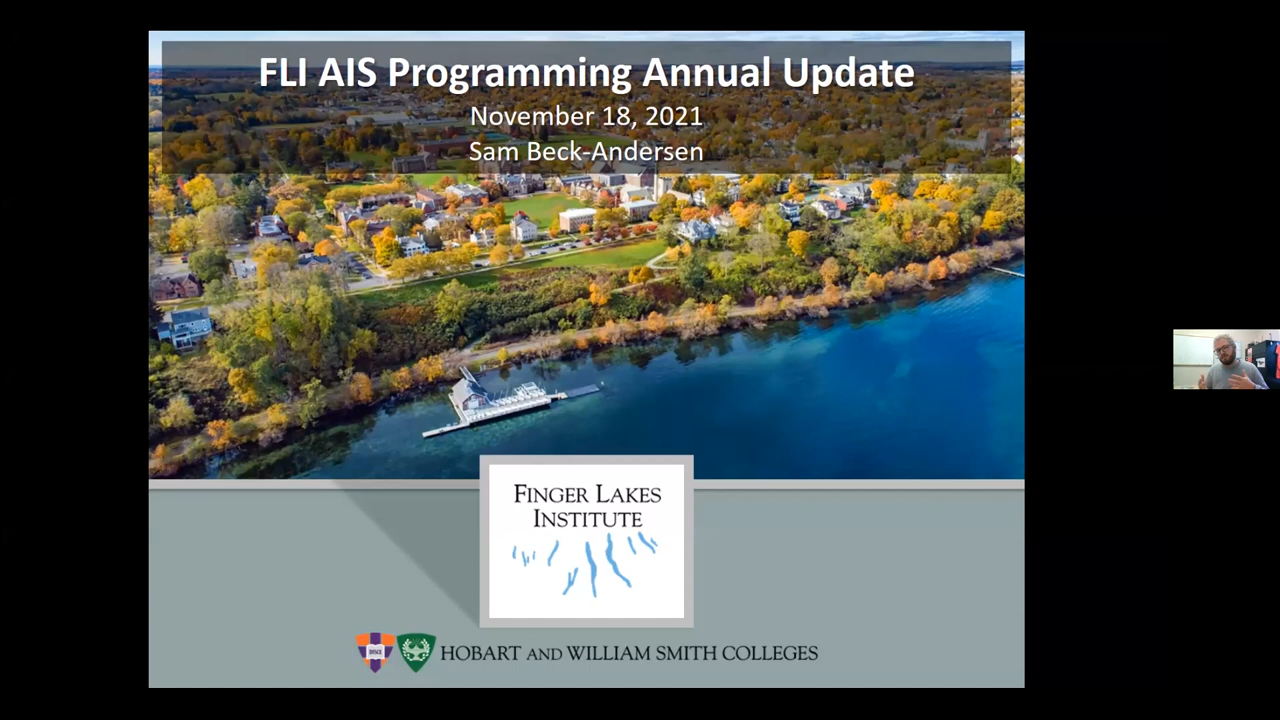 FLI AIS Programming Annual Update
November 18, 2021
Sam Beck-Andersen
FINGER LAKES
INSTITUTE
HOBART AND WILLIAM SMITH COLLEGES